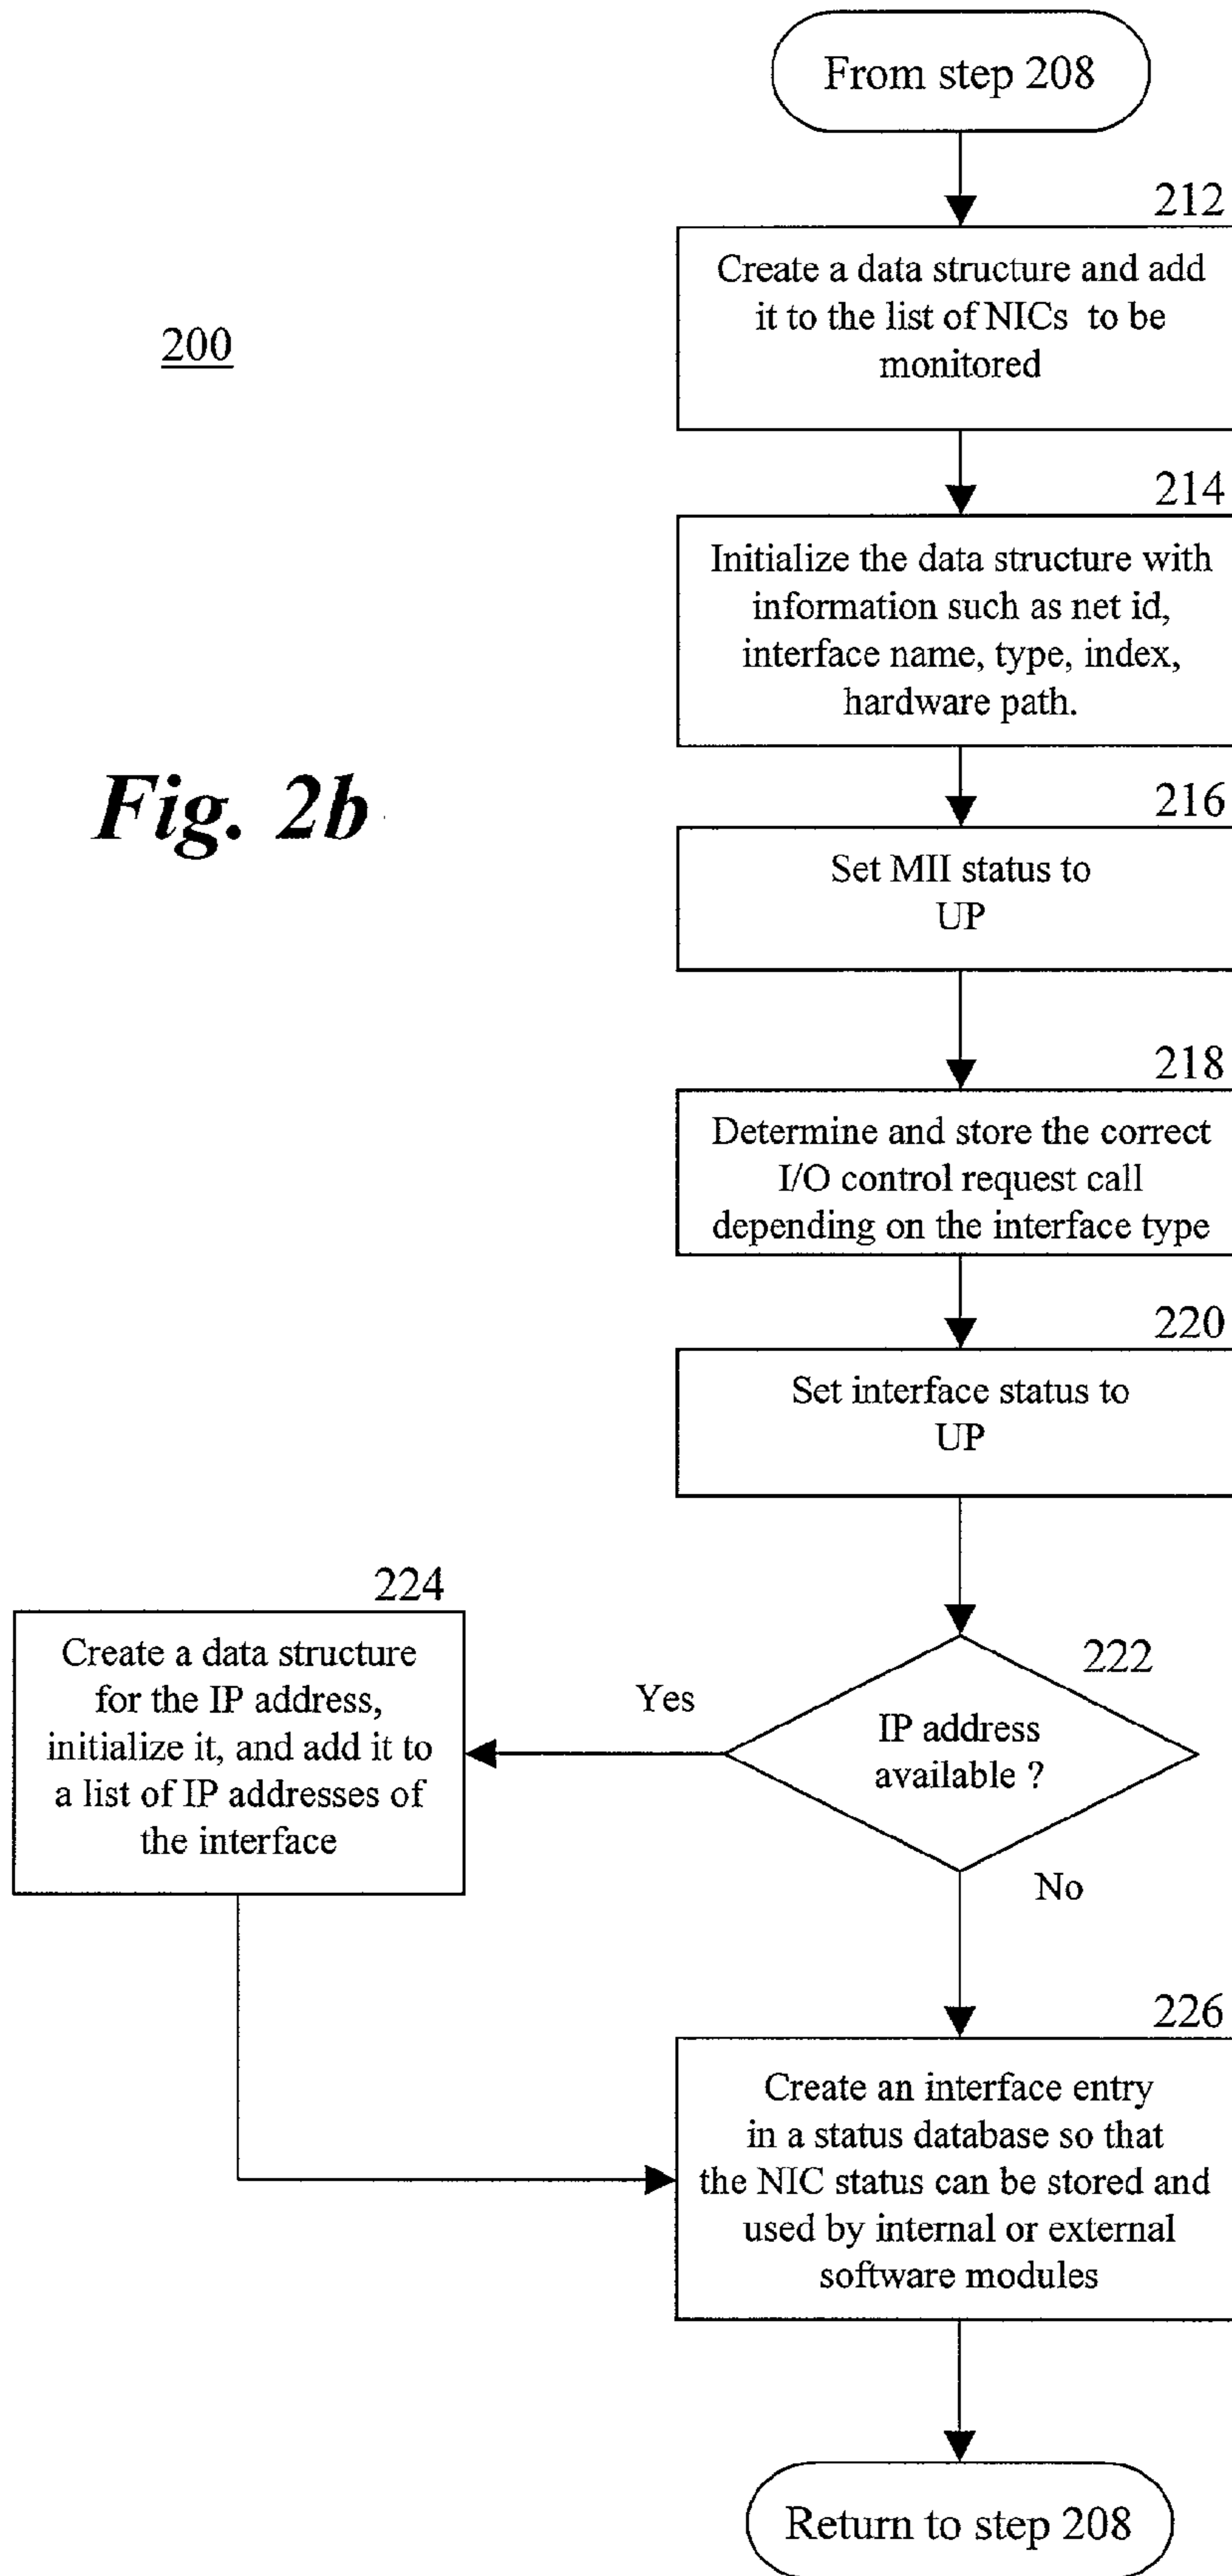 From step 208
212
Create a data structure and add
it to the list of NICs to be
monitored
200
214
Initialize the data structure with
information such as net id,
interface name, type, index,
hardware path.
Fig. 2b
216
Set MII status to
UP
218
Determine and store the correct
I/O control request call
depending on the interface type
220
Set interface status to
UP
224
Create a data structure
for the IP address,
initialize it, and add it to
a list of IP addresses of
the interface
Yes
222
IP address
available ?
No
226
Create an interface entry
in a status database so that
the NIC status can be stored and
used by internal or external
software modules
Return to step 208